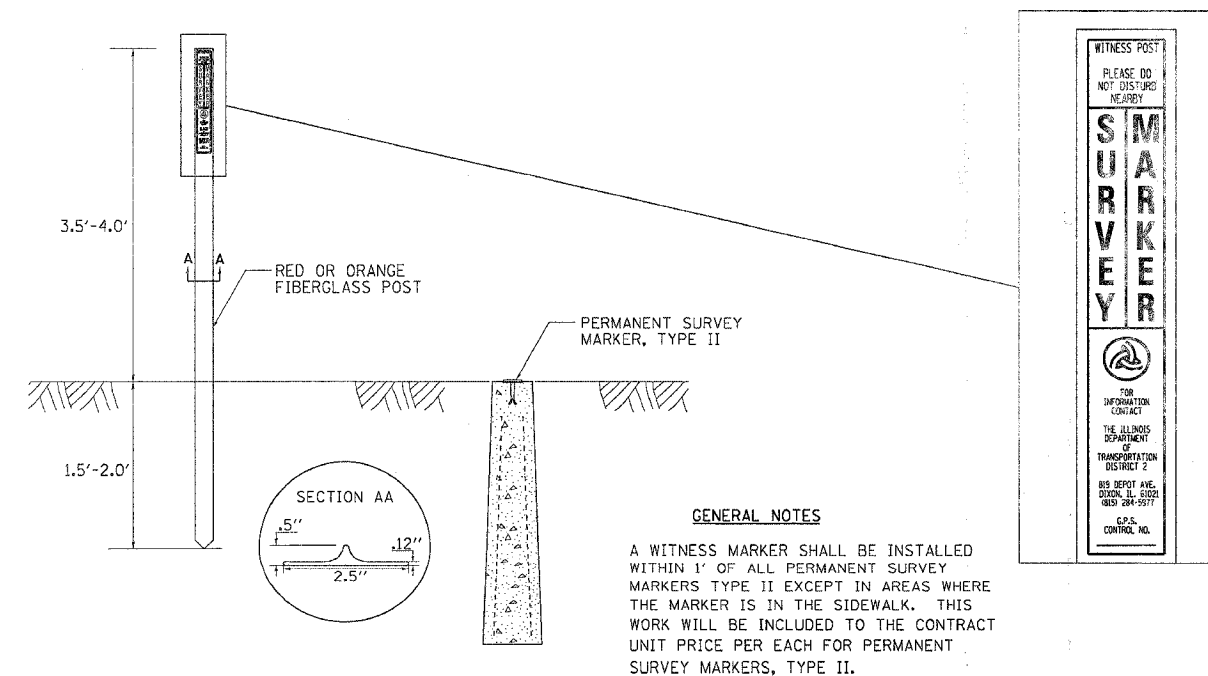 3.5'-4.0'
A A
RED OR ORANGE
FIBERGLASS POST
PERMANENT SURVEY
MARKER, TYPE II
1.5'-2.0'
SECTION AA
.5"
.12"
2.5"
GENERAL NOTES
A WITNESS MARKER SHALL BE INSTALLED
WITHIN 1' OF ALL PERMANENT SURVEY
MARKERS TYPE II EXCEPT IN AREAS WHERE
THE MARKER IS IN THE SIDEWALK. THIS
WORK WILL BE INCLUDED TO THE CONTRACT
UNIT PRICE PER EACH FOR PERMANENT
SURVEY MARKERS, TYPE II.
WITNESS POST
PLEASE DO
NOT DISTURB
NEARBY
SURVEY
MARKER
FOR
INFORMATION
CONTACT
THE ILLINOIS
DEPARTMENT
OF
TRANSPORTATION
DISTRICT 2
819 DEPOT AVE.
DIXON, IL. 61021
(815) 284-5977
G.P.S.
CONTROL NO.